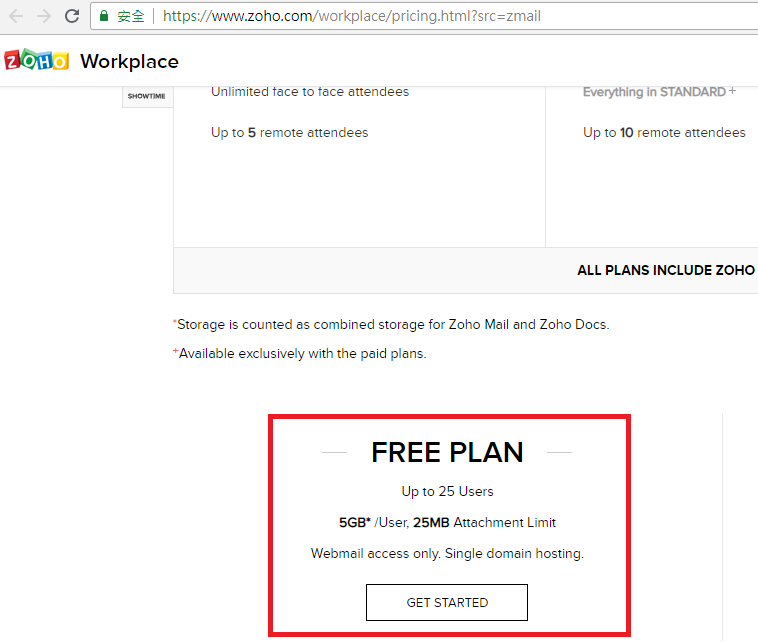 安全 https://www.zoho.com/workplace/pricing.html?src=zmail
ZOHO Workplace
SHOWTIME
Unlimited face to face attendees
Everything in STANDARD +
Up to 5 remote attendees
Up to 10 remote attendees
ALL PLANS INCLUDE ZOHO
*Storage is counted as combined storage for Zoho Mail and Zoho Docs.
+Available exclusively with the paid plans.
FREE PLAN
Up to 25 Users
5GB* /User, 25MB Attachment Limit
Webmail access only. Single domain hosting.
GET STARTED